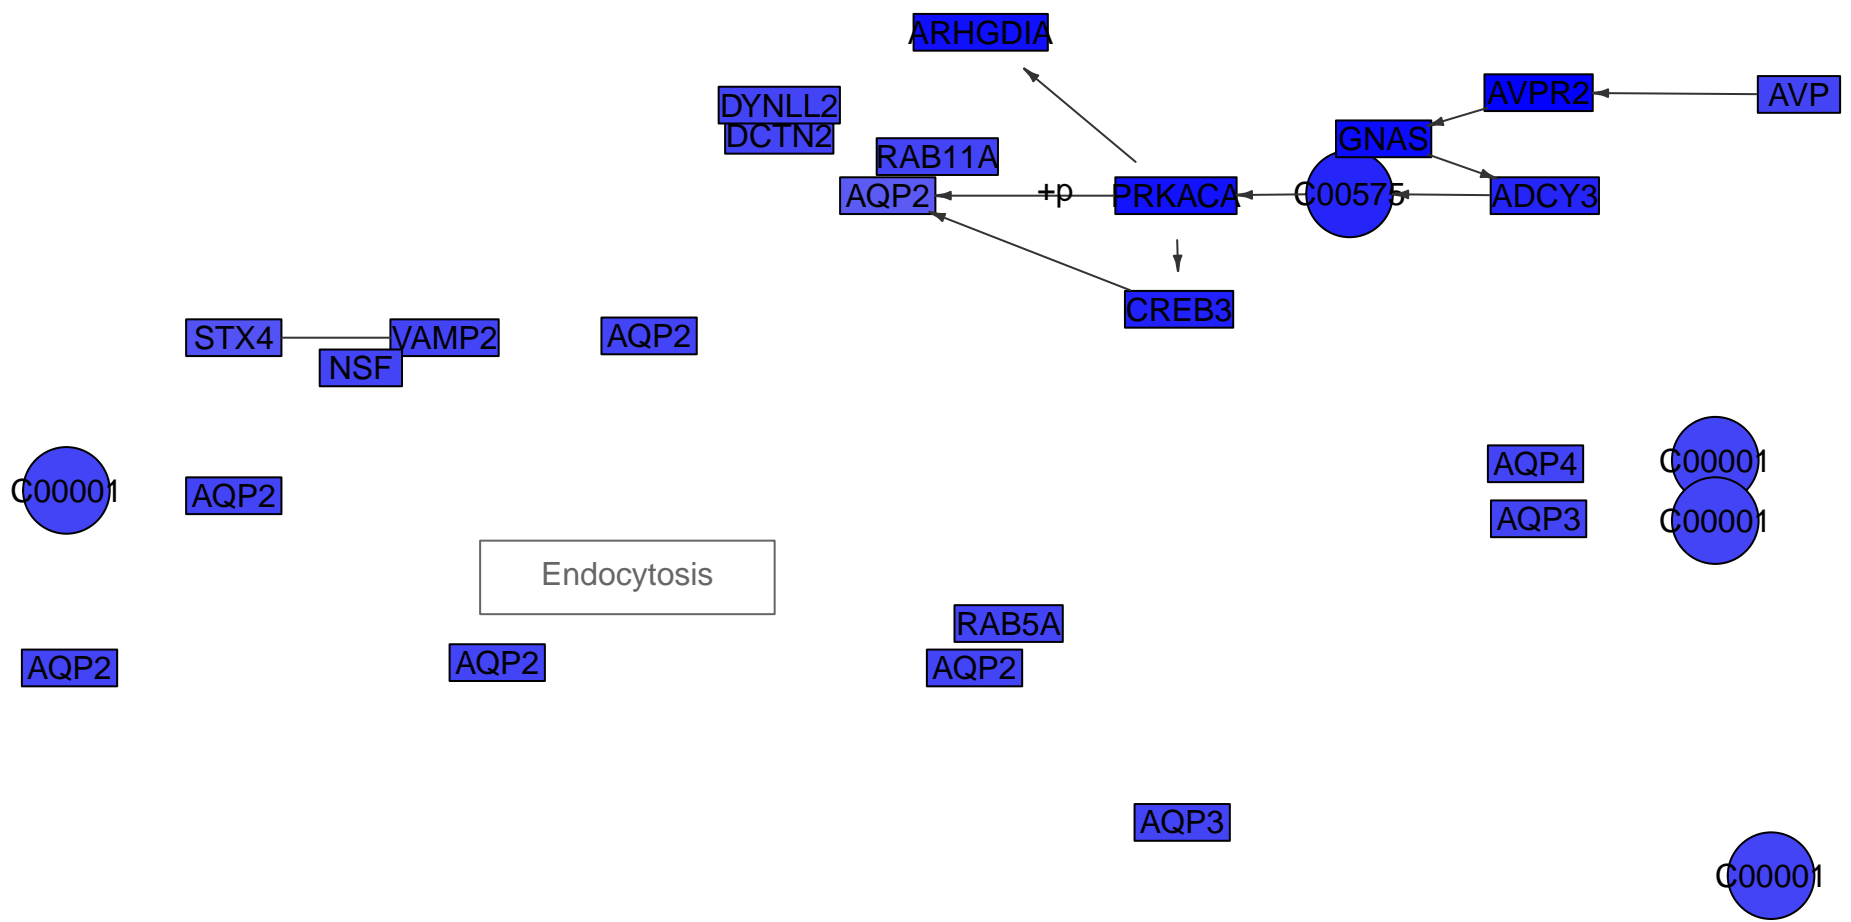 ARHGDIA
AVPR2
AVP
DYNLL2
DCTN2
GNAS
RAB11A
AQP2
+p
PRKACA
C00575
ADCY3
CREB3
STX4
VAMP2
AQP2
NSF
C00001
AQP2
AQP4
C00001
AQP3
C00001
Endocytosis
RAB5A
AQP2
AQP2
AQP2
AQP3
C00001